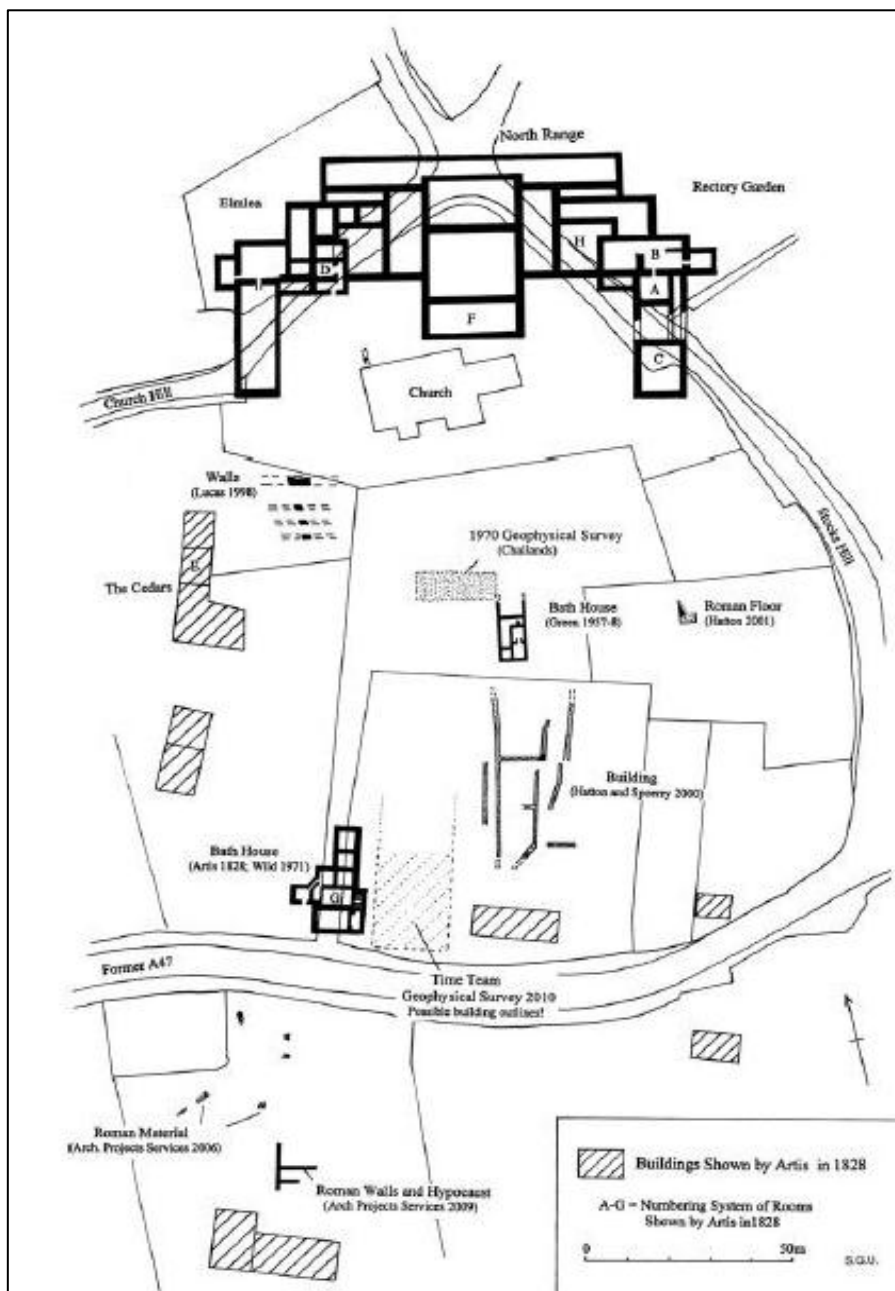 North Range
Elmlea
Rectory Garden
H
B
D
A
F
C
Church
Church Hill
Walls
(Lucas 1998)
Stocks Hill
1970 Geophysical Survey
(Challands)
E
The Cedars
Bath House
(Green 1957-8)
Roman Floor
(Hatton 2001)
Building
(Hatton and Spoerry 2000)
Bath House
(Artis 1828; Wild 1971)
G
Former A47
Time Team
Geophysical Survey 2010
Possible building outlines!
Roman Material
(Arch. Projects Services 2006)
Roman Walls and Hypocaust
(Arch Projects Services 2009)
Buildings Shown by Artis in 1828
A-G = Numbering System of Rooms
Shown by Artis in1828
0 50m
S.G.U.